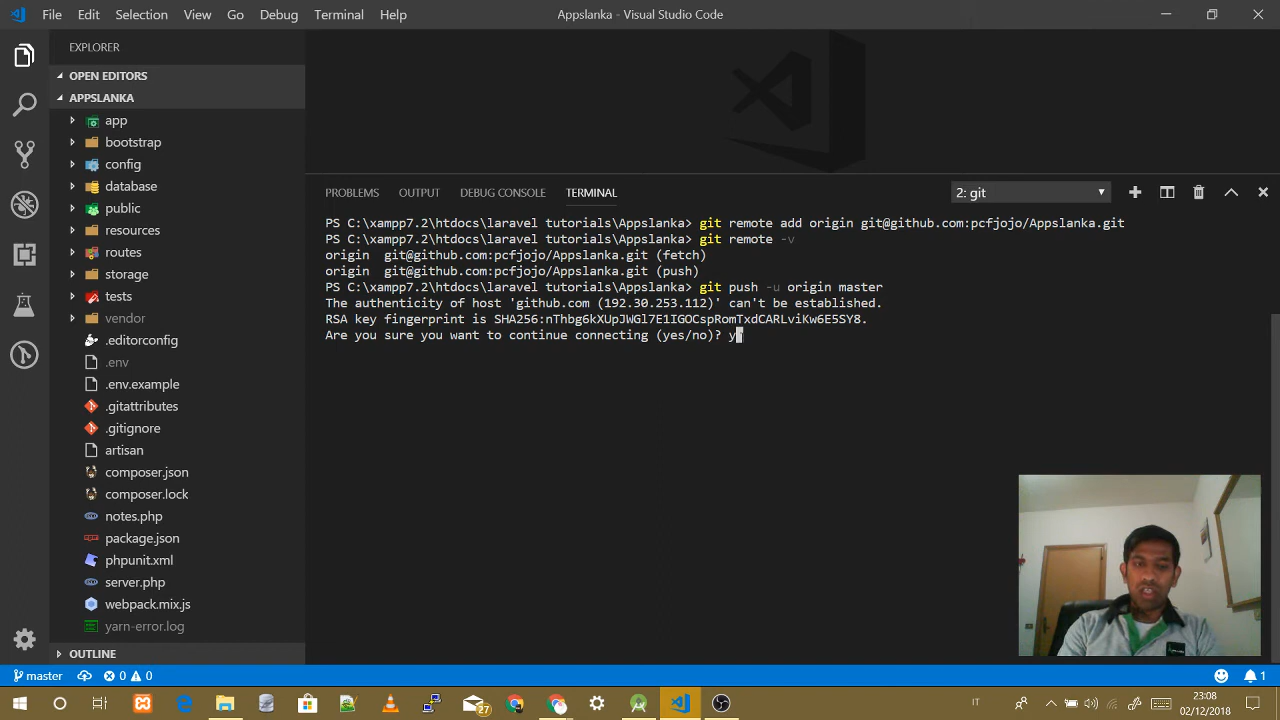 File Edit Selection View Go Debug Terminal Help
Appslanka - Visual Studio Code
EXPLORER
OPEN EDITORS
APPSLANKA
app
bootstrap
config
database
public
resources
routes
storage
tests
vendor
.editorconfig
.env
.env.example
.gitattributes
.gitignore
artisan
composer.json
composer.lock
notes.php
package.json
phpunit.xml
server.php
webpack.mix.js
yarn-error.log
OUTLINE
PROBLEMS OUTPUT DEBUG CONSOLE TERMINAL
2: git
PS C:\xampp7.2\htdocs\laravel tutorials\Appslanka> git remote add origin git@github.com:pcfjojo/Appslanka.git
PS C:\xampp7.2\htdocs\laravel tutorials\Appslanka> git remote -v
origin git@github.com:pcfjojo/Appslanka.git (fetch)
origin git@github.com:pcfjojo/Appslanka.git (push)
PS C:\xampp7.2\htdocs\laravel tutorials\Appslanka> git push -u origin master
The authenticity of host 'github.com (192.30.253.112)' can't be established.
RSA key fingerprint is SHA256:nThbg6kXUpJWGl7E1IGOCspRomTxdCARLviKw6E5SY8.
Are you sure you want to continue connecting (yes/no)? y
master
0
0
1
27
IT
23:08
02/12/2018